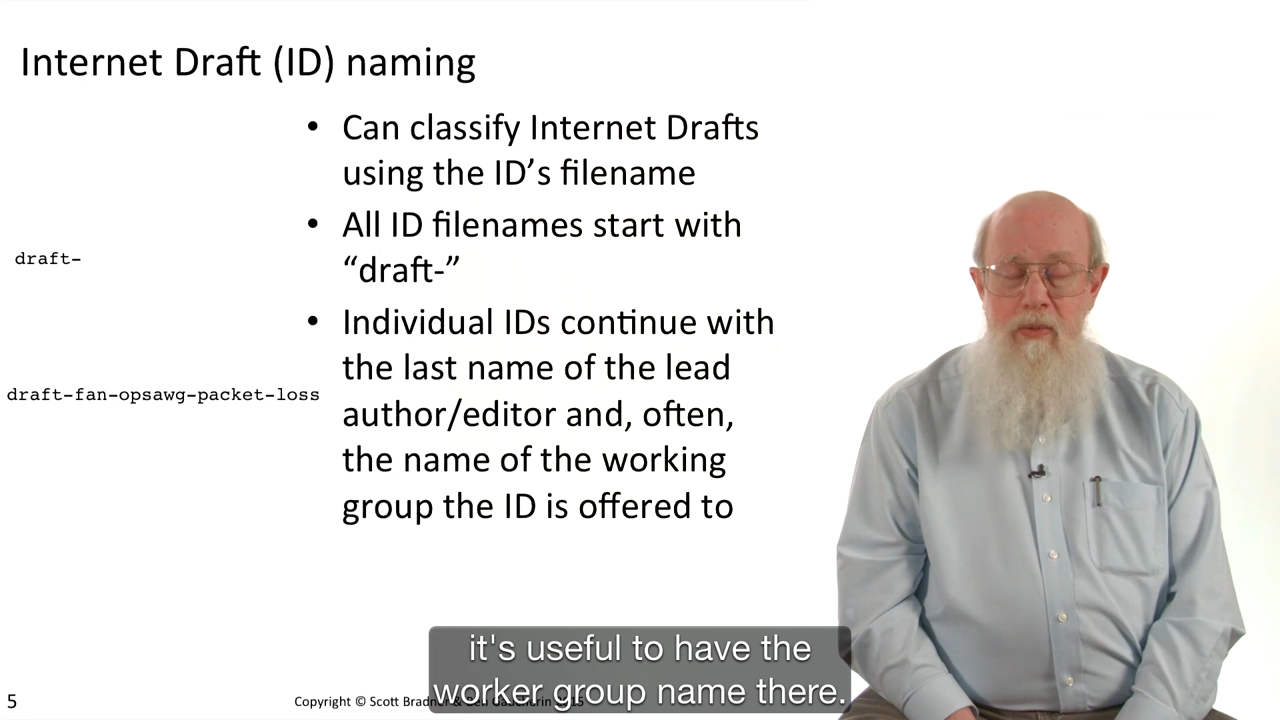 Internet Draft (ID) naming
• Can classify Internet Drafts
using the ID’s filename
• All ID filenames start with
“draft-”
draft-
• Individual IDs continue with
the last name of the lead
author/editor and, often,
the name of the working
group the ID is offered to
draft-fan-opsawg-packet-loss
it's useful to have the
worker group name there.
5
Copyright © Scott